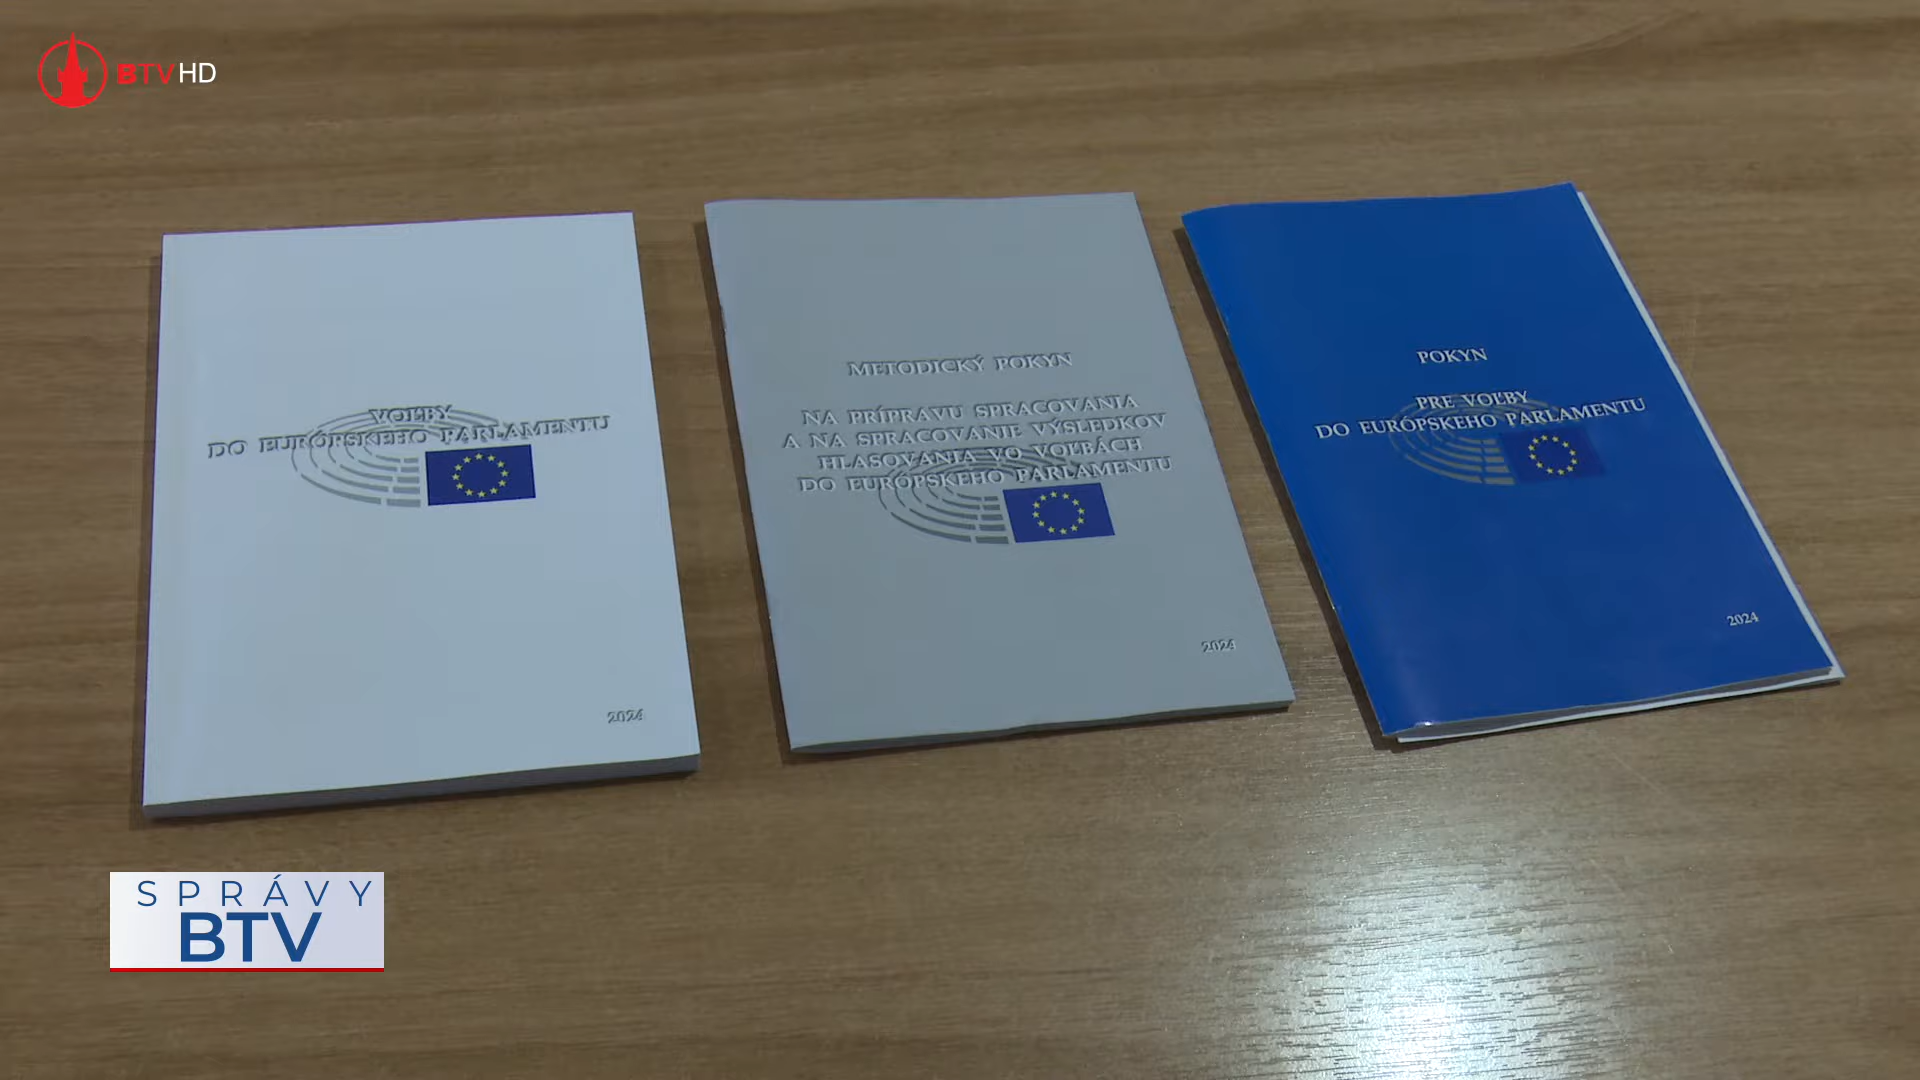 BTV HD
VOĽBY
DO EURÓPSKEHO PARLAMENTU
2024
METODICKÝ POKYN
NA PRÍPRAVU SPRACOVANIA
A NA SPRACOVANIE VÝSLEDKOV
HLASOVANIA VO VOĽBÁCH
DO EURÓPSKEHO PARLAMENTU
2024
POKYN
PRE VOĽBY
DO EURÓPSKEHO PARLAMENTU
2024
SPRÁVY
BTV